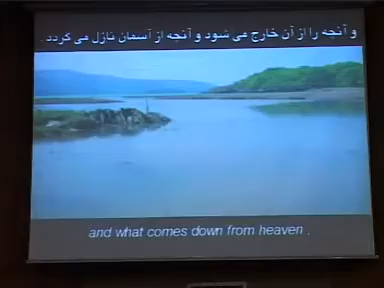 و آنچه را از آن خارج می شود و آنچه از آسمان نازل می گردد .
and what comes down from heaven .